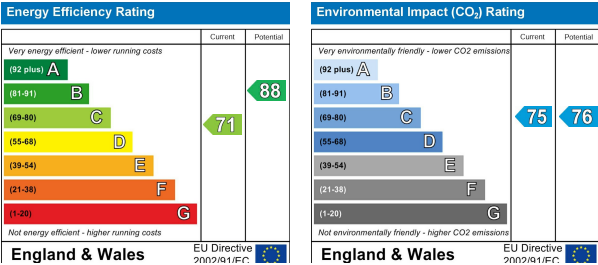 Energy Efficiency Rating
Current
Potential
Very energy efficient - lower running costs
(92 plus) A
(81-91) B
(69-80) C
(55-68) D
(39-54) E
(21-38) F
(1-20) G
71
88
Not energy efficient - higher running costs
England & Wales
EU Directive
2002/91/EC
Environmental Impact (CO₂) Rating
Current
Potential
Very environmentally friendly - lower CO2 emissions
(92 plus) A
(81-91) B
(69-80) C
(55-68) D
(39-54) E
(21-38) F
(1-20) G
75
76
Not environmentally friendly - higher CO2 emissions
England & Wales
EU Directive
2002/91/EC